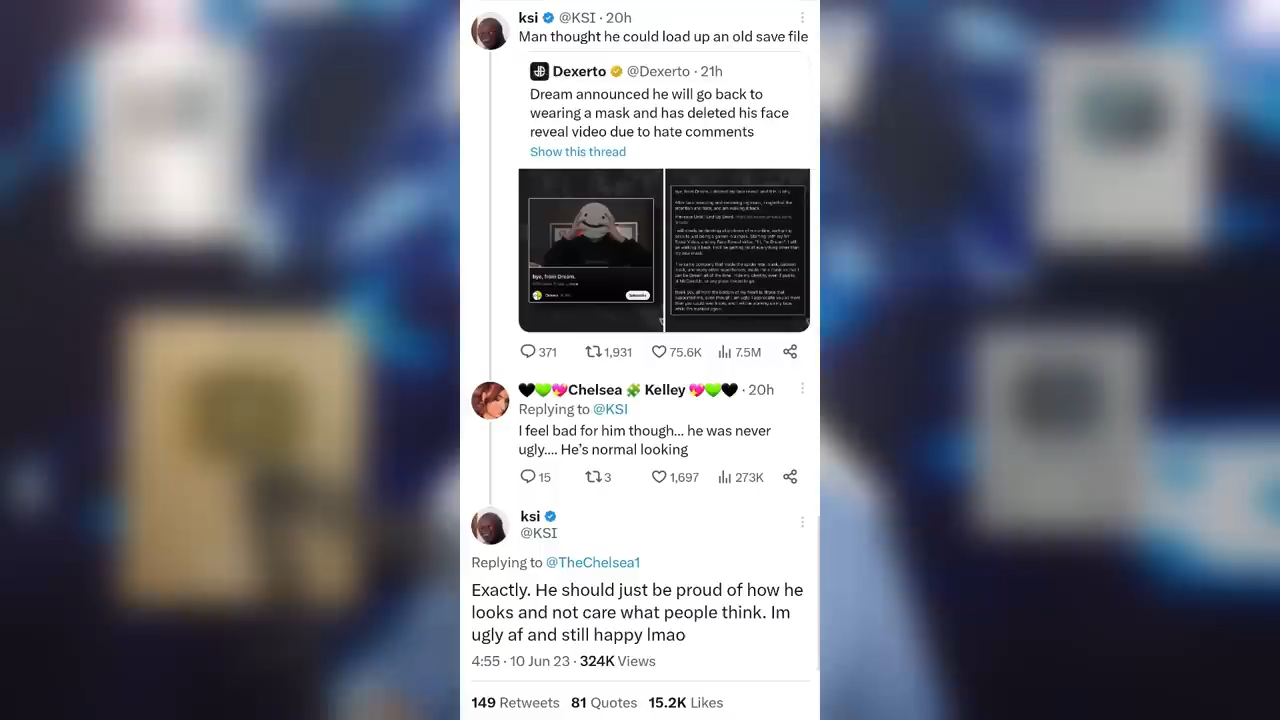 ksi @KSI · 20h
Man thought he could load up an old save file
Dexerto @Dexerto · 21h
Dream announced he will go back to
wearing a mask and has deleted his face
reveal video due to hate comments
Show this thread
bye, from Dream.
Dream
Subscribe
371 1,931 75.6K 7.5M
🖤💚💖Chelsea 🧩 Kelley 💖💚🖤 · 20h
Replying to @KSI
I feel bad for him though... he was never
ugly.... He's normal looking
15 3 1,697 273K
ksi
@KSI
Replying to @TheChelsea1
Exactly. He should just be proud of how he
looks and not care what people think. Im
ugly af and still happy lmao
4:55 · 10 Jun 23 · 324K Views
149 Retweets 81 Quotes 15.2K Likes